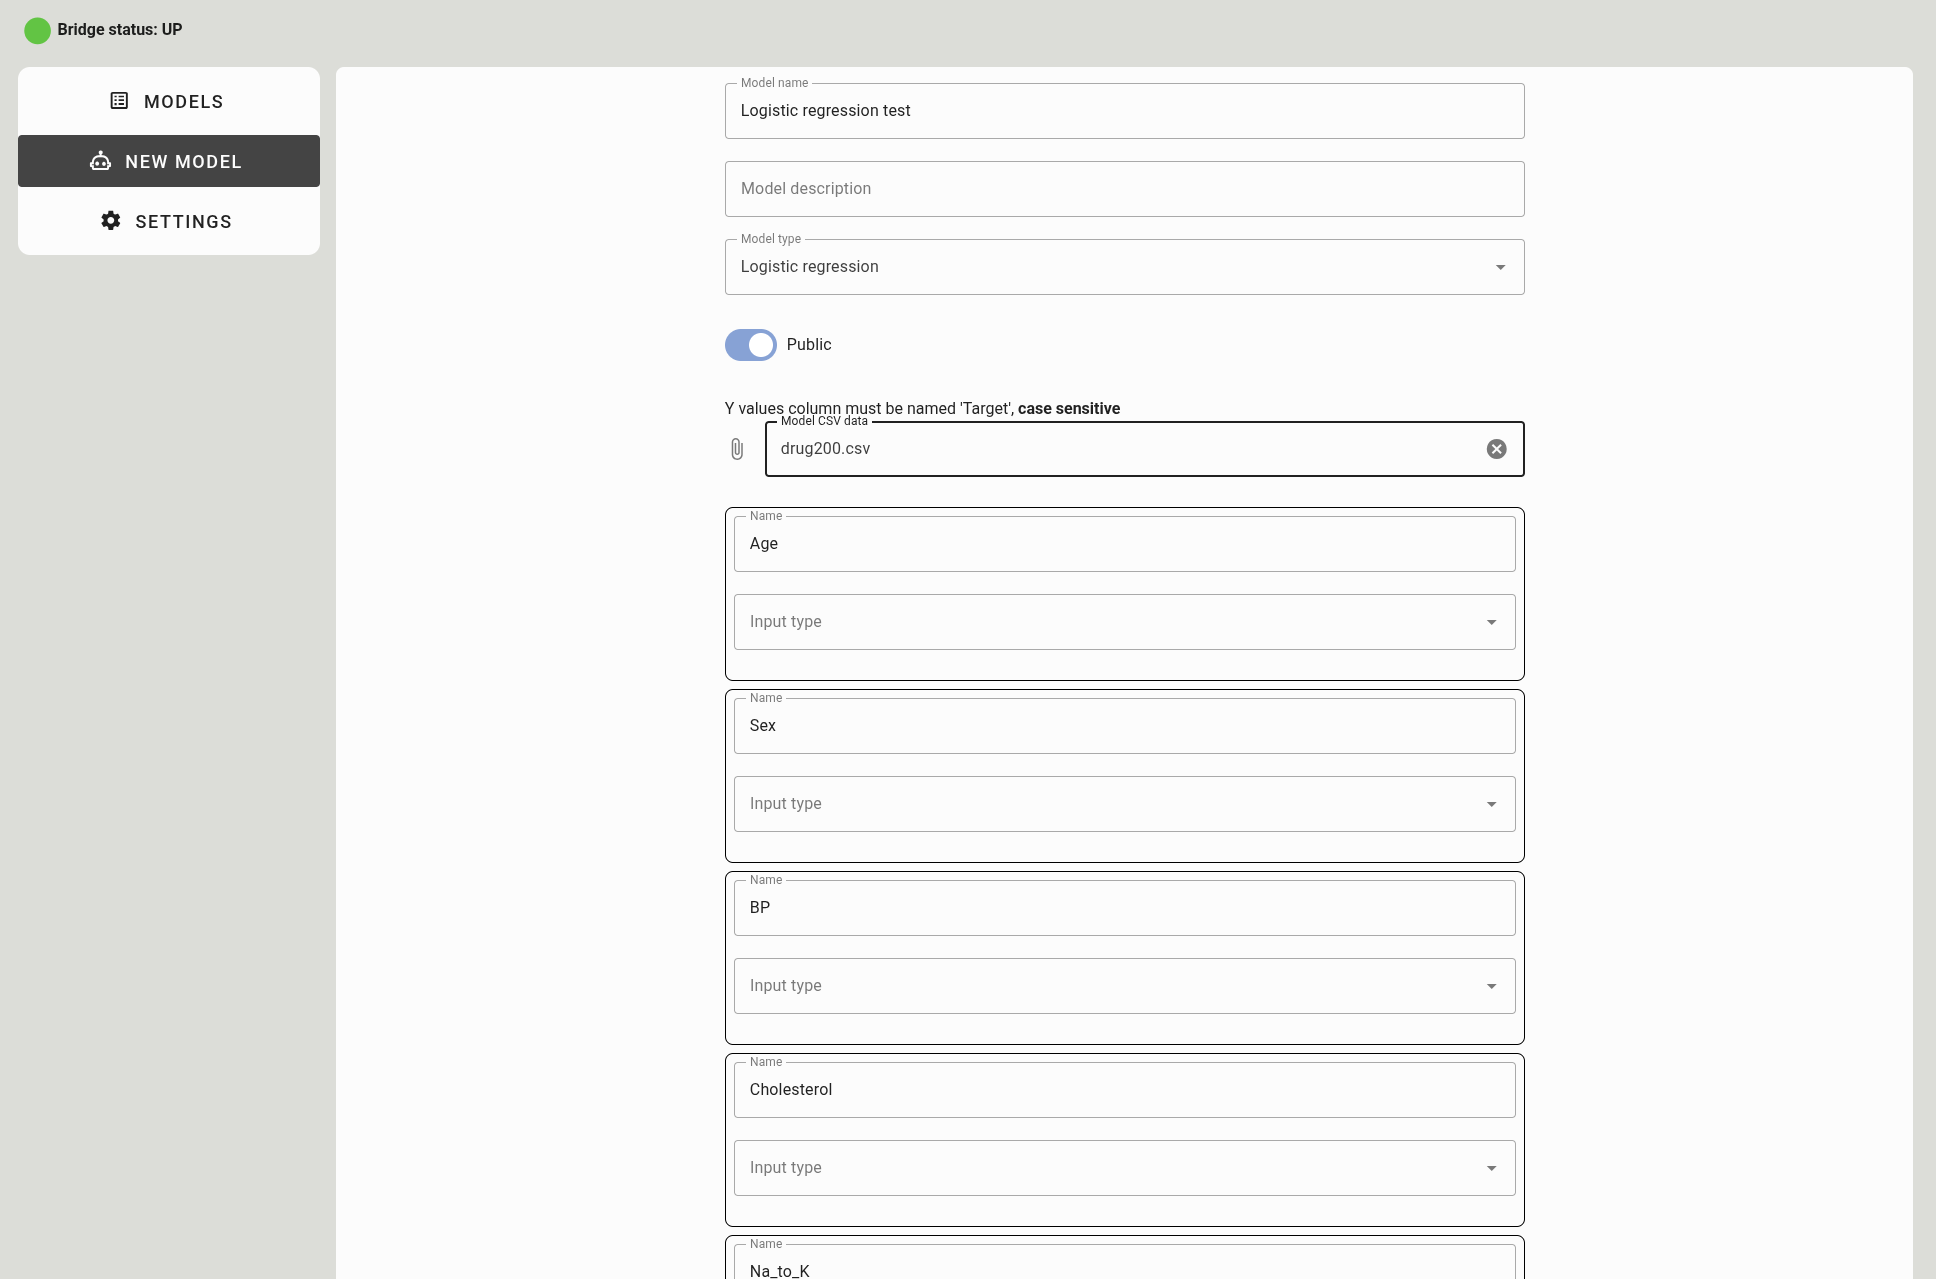 Bridge status: UP
MODELS
NEW MODEL
SETTINGS
Model name
Logistic regression test
Model description
Model type
Logistic regression
Public
Y values column must be named 'Target', case sensitive
Model CSV data
drug200.csv
Name
Age
Input type
Name
Sex
Input type
Name
BP
Input type
Name
Cholesterol
Input type
Name
Na_to_K